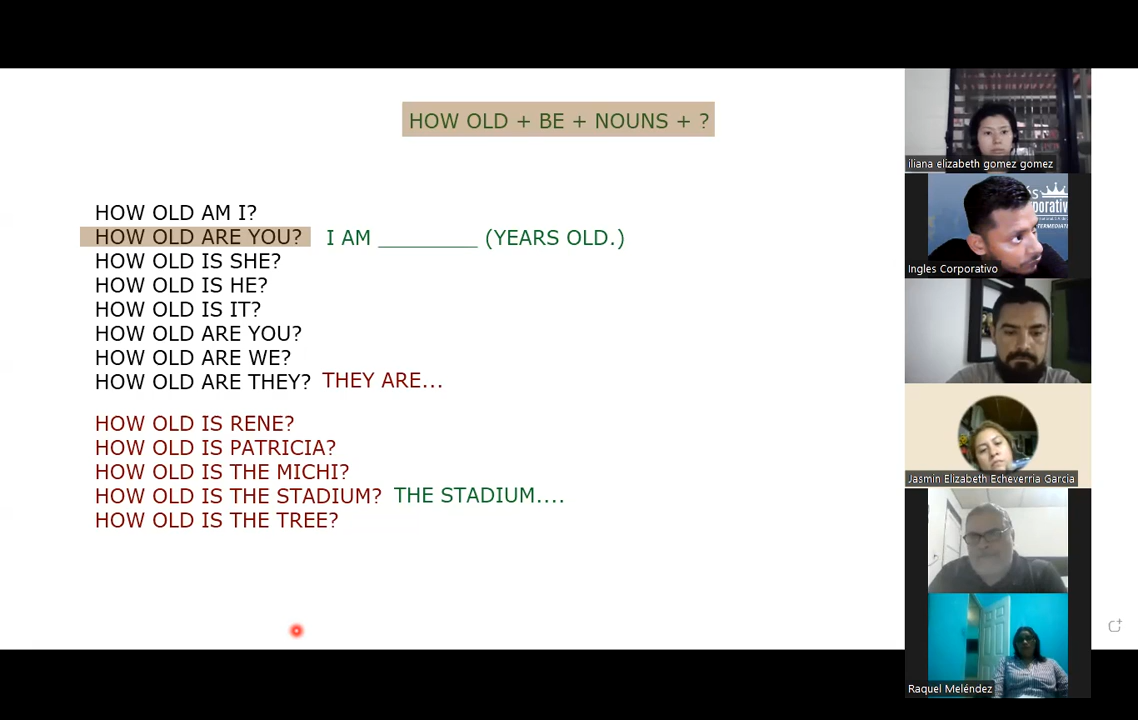 HOW OLD + BE + NOUNS + ?
HOW OLD AM I?
HOW OLD ARE YOU? I AM ________ (YEARS OLD.)
HOW OLD IS SHE?
HOW OLD IS HE?
HOW OLD IS IT?
HOW OLD ARE YOU?
HOW OLD ARE WE?
HOW OLD ARE THEY? THEY ARE...
HOW OLD IS RENE?
HOW OLD IS PATRICIA?
HOW OLD IS THE MICHI?
HOW OLD IS THE STADIUM? THE STADIUM....
HOW OLD IS THE TREE?
iliana elizabeth gomez gomez
Ingles Corporativo
Jasmin Elizabeth Echeverria Garcia
Raquel Meléndez